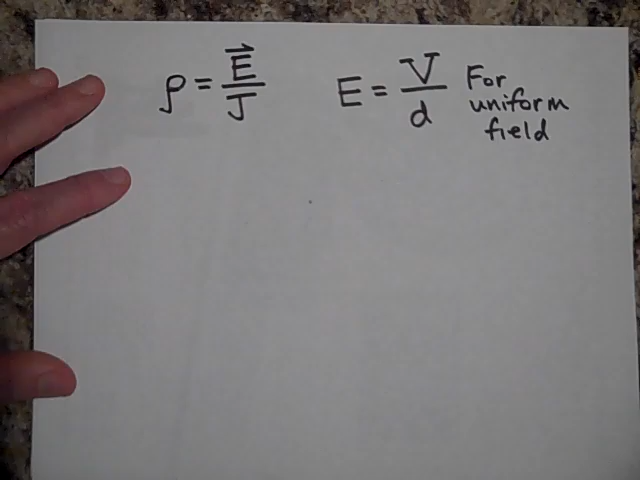 ρ = E⃗ / J
E = V / d For uniform field